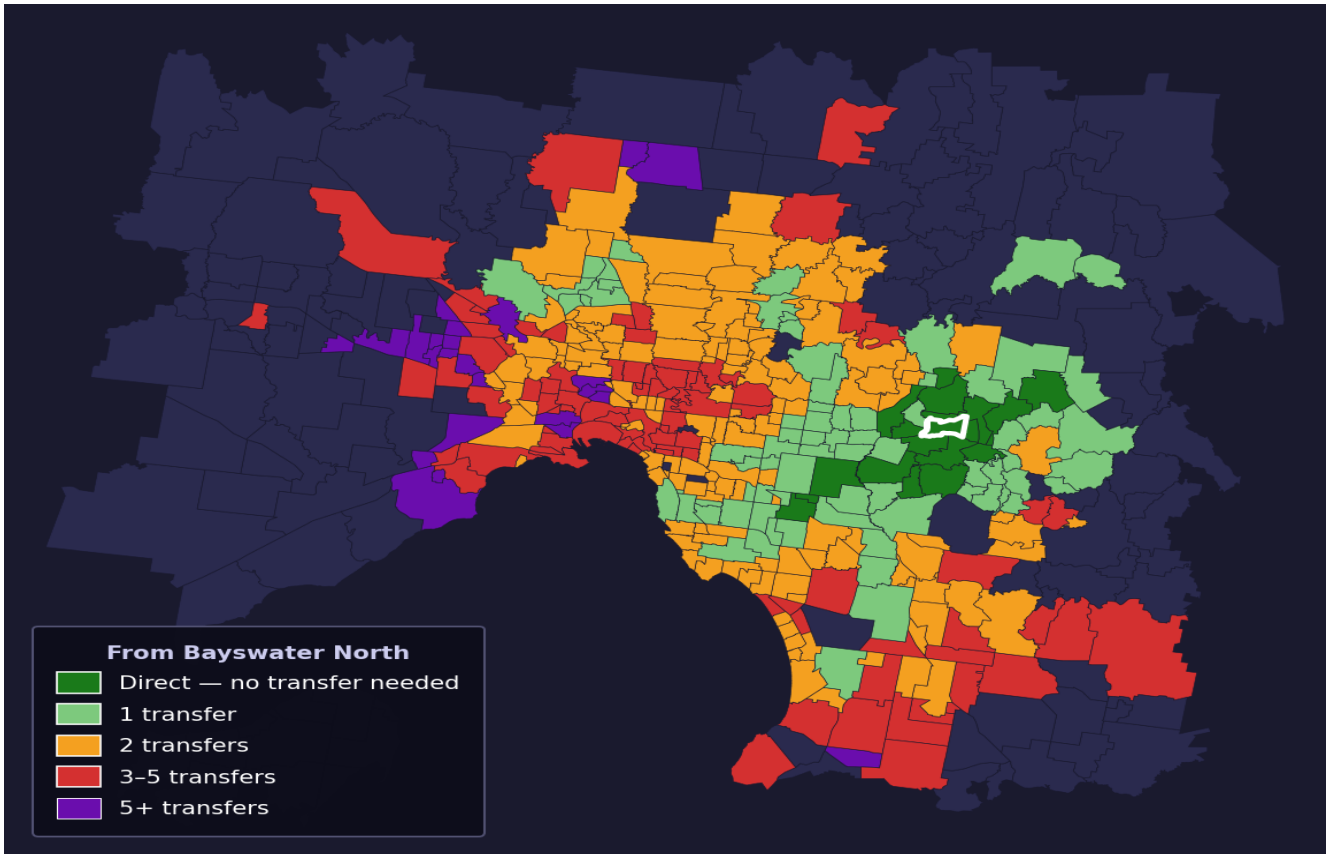 From Bayswater North
Direct — no transfer needed
1 transfer
2 transfers
3–5 transfers
5+ transfers